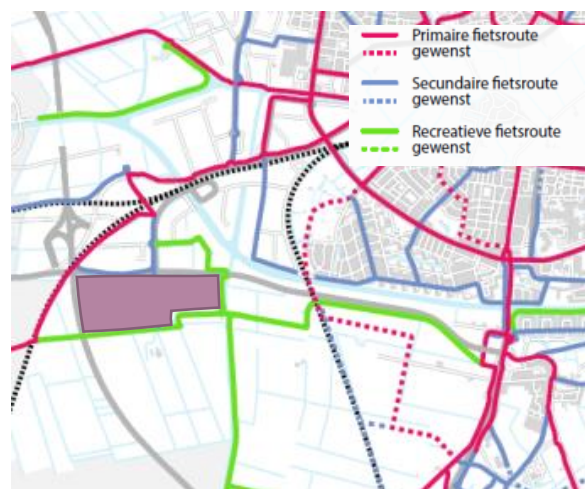 Primaire fietsroute
gewenst
Secundaire fietsroute
gewenst
Recreatieve fietsroute
gewenst